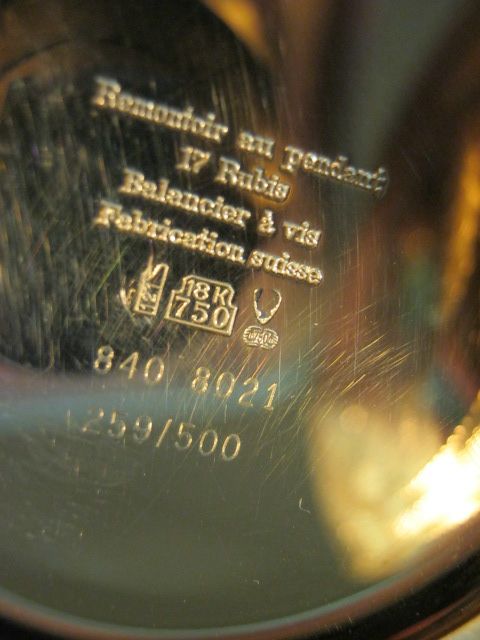 Remontoir au pendant
17 Rubis
Balancier à vis
Fabrication suisse
18K
750
840 8021
259/500